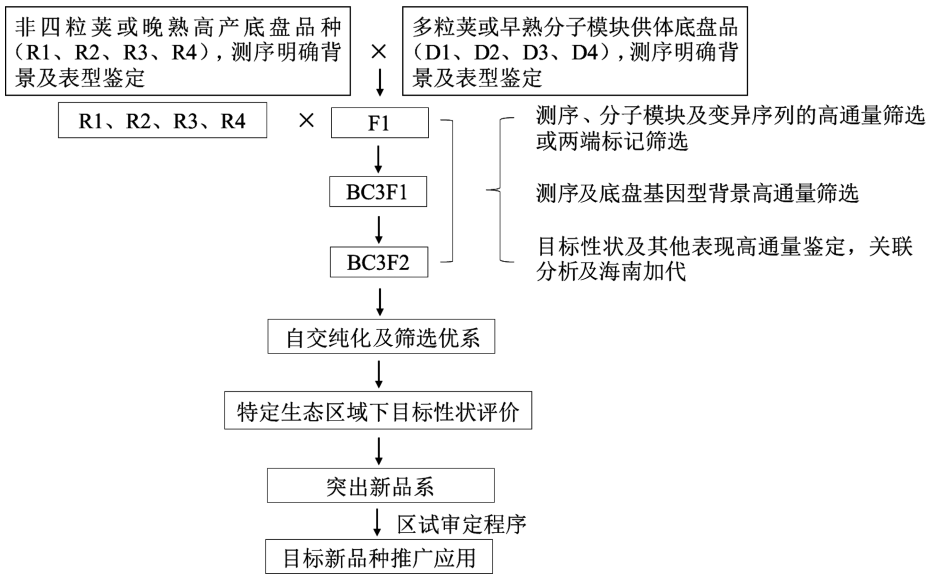 非四粒荚或晚熟高产底盘品种
(R1、R2、R3、R4),测序明确背
景及表型鉴定
×
多粒荚或早熟分子模块供体底盘品
(D1、D2、D3、D4),测序明确背
景及表型鉴定
R1、R2、R3、R4
×
F1
测序、分子模块及变异序列的高通量筛选
或两端标记筛选
BC3F1
测序及底盘基因型背景高通量筛选
BC3F2
目标性状及其他表现高通量鉴定,关联
分析及海南加代
自交纯化及筛选优系
特定生态区域下目标性状评价
突出新品系
区试审定程序
目标新品种推广应用